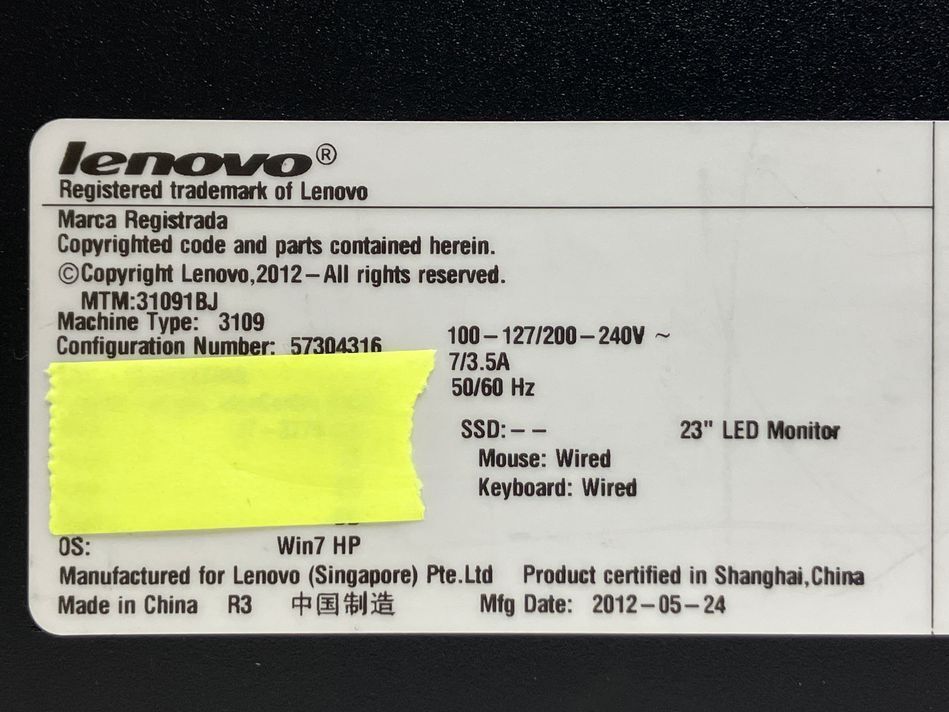 lenovo®
Registered trademark of Lenovo
Marca Registrada
Copyrighted code and parts contained herein.
©Copyright Lenovo,2012–All rights reserved.
MTM:31091BJ
Machine Type: 3109
Configuration Number: 57304316
100–127/200–240V ~
7/3.5A
50/60 Hz
SSD:– –
23" LED Monitor
Mouse: Wired
Keyboard: Wired
OS: Win7 HP
Manufactured for Lenovo (Singapore) Pte.Ltd Product certified in Shanghai,China
Made in China R3 中国制造 Mfg Date: 2012–05–24